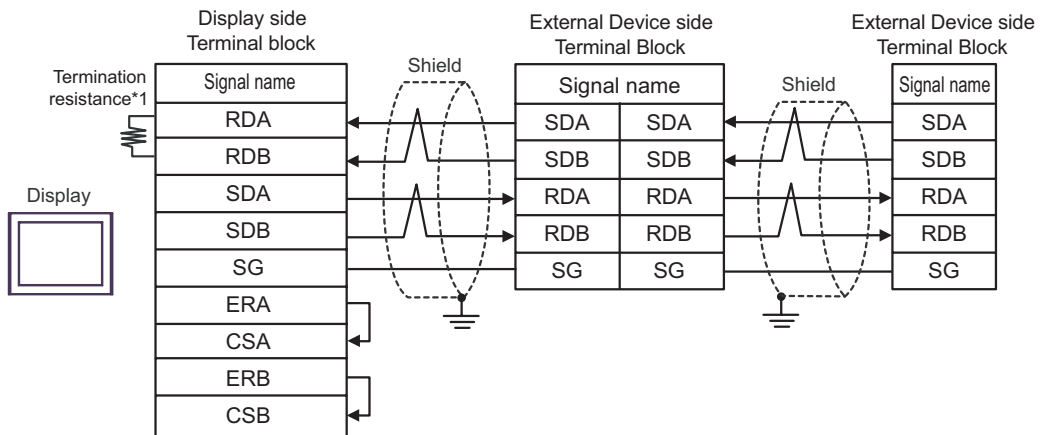 Display side
Terminal block
External Device side
Terminal Block
External Device side
Terminal Block
Termination
resistance*1
Shield
Shield
Display
Signal name
RDA
RDB
SDA
SDB
SG
ERA
CSA
ERB
CSB
Signal name
SDA SDA
SDB SDB
RDA RDA
RDB RDB
SG SG
Signal name
SDA
SDB
RDA
RDB
SG